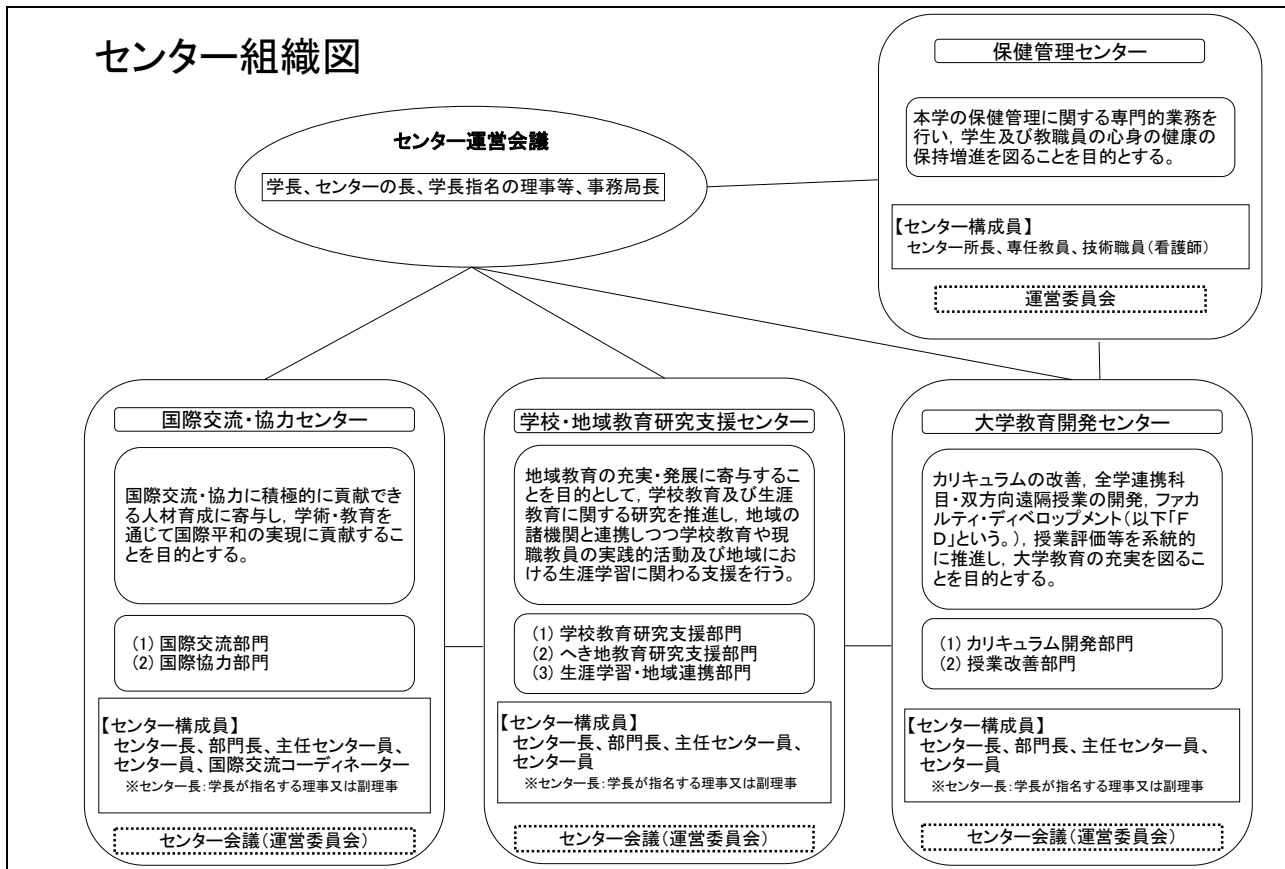 センター組織図
センター運営会議
学長、センターの長、学長指名の理事等、事務局長
保健管理センター
本学の保健管理に関する専門的業務を
行い，学生及び教職員の心身の健康の
保持増進を図ることを目的とする。
【センター構成員】
センター所長、専任教員、技術職員（看護師）
運営委員会
国際交流・協力センター
国際交流・協力に積極的に貢献でき
る人材育成に寄与し，学術・教育を
通じて国際平和の実現に貢献するこ
とを目的とする。
(1) 国際交流部門
(2) 国際協力部門
【センター構成員】
センター長、部門長、主任センター員、
センター員、国際交流コーディネーター
※センター長：学長が指名する理事又は副理事
センター会議（運営委員会）
学校・地域教育研究支援センター
地域教育の充実・発展に寄与するこ
とを目的として，学校教育及び生涯
教育に関する研究を推進し，地域の
諸機関と連携しつつ学校教育や現
職教員の実践的活動及び地域にお
ける生涯学習に関わる支援を行う。
(1) 学校教育研究支援部門
(2) へき地教育研究支援部門
(3) 生涯学習・地域連携部門
【センター構成員】
センター長、部門長、主任センター員、
センター員
※センター長：学長が指名する理事又は副理事
センター会議（運営委員会）
大学教育開発センター
カリキュラムの改善，全学連携科
目・双方向遠隔授業の開発，ファカ
ルティ・ディベロップメント（以下「Ｆ
Ｄ」という。），授業評価等を系統的
に推進し，大学教育の充実を図るこ
とを目的とする。
(1) カリキュラム開発部門
(2) 授業改善部門
【センター構成員】
センター長、部門長、主任センター員、
センター員
※センター長：学長が指名する理事又は副理事
センター会議（運営委員会）